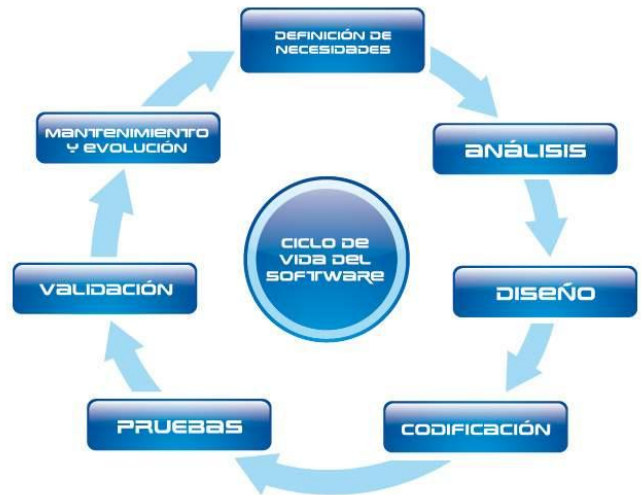 DEFINICIÓN DE
NECESIDADES
ANÁLISIS
DISEÑO
CODIFICACIÓN
PRUEBAS
VALIDACIÓN
MANTENIMIENTO
Y EVOLUCIÓN
CICLO DE
VIDA DEL
SOFTWARE